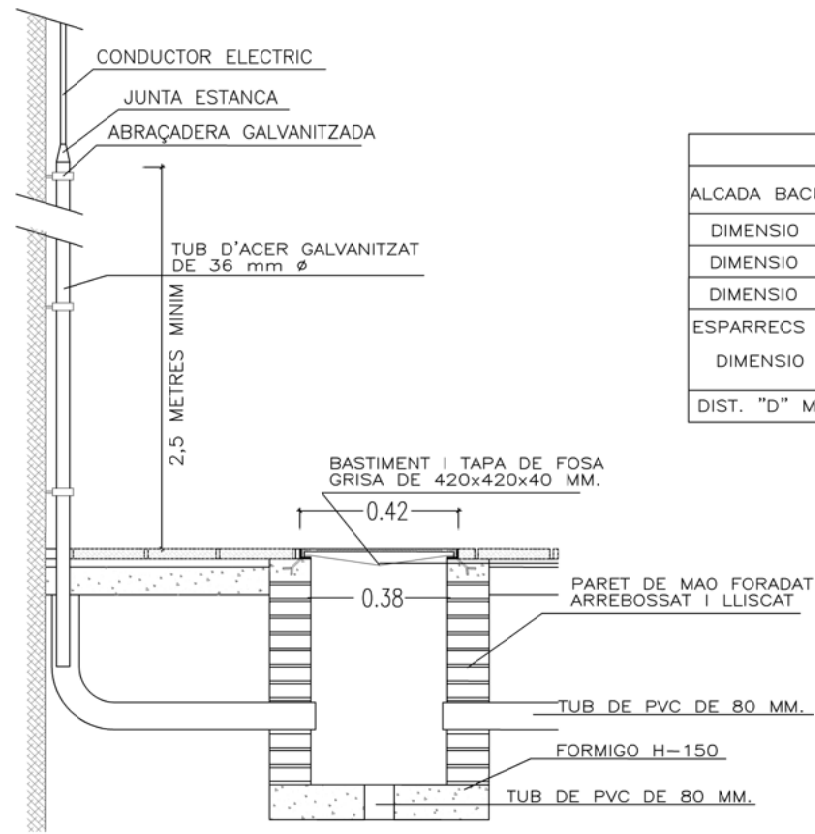 CONDUCTOR ELECTRIC
JUNTA ESTANCA
ABRAÇADERA GALVANITZADA
TUB D'ACER GALVANITZAT
DE 36 mm ø
2,5 METRES MINIM
BASTIMENT I TAPA DE FOSA
GRISA DE 420x420x40 MM.
0.42
0.38
PARET DE MAO FORADAT
ARREBOSSAT I LLISCAT
TUB DE PVC DE 80 MM.
FORMIGO H-150
TUB DE PVC DE 80 MM.
ALCADA
DIMENSIO
DIMENSIO
DIMENSIO
ESPARRECS
DIMENSIO
DIST. "D"